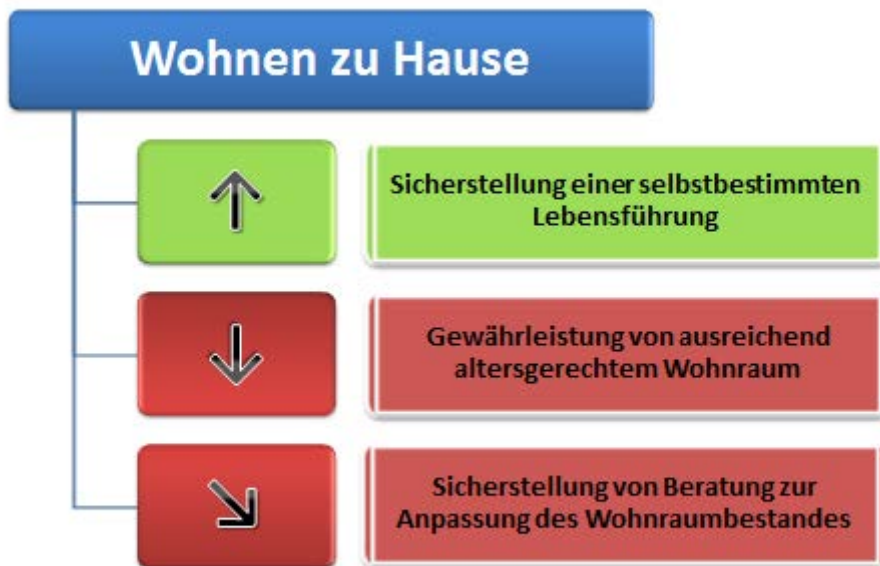 Wohnen zu Hause
Sicherstellung einer selbstbestimmten
Lebensführung
Gewährleistung von ausreichend
altersgerechtem Wohnraum
Sicherstellung von Beratung zur
Anpassung des Wohnraumbestandes